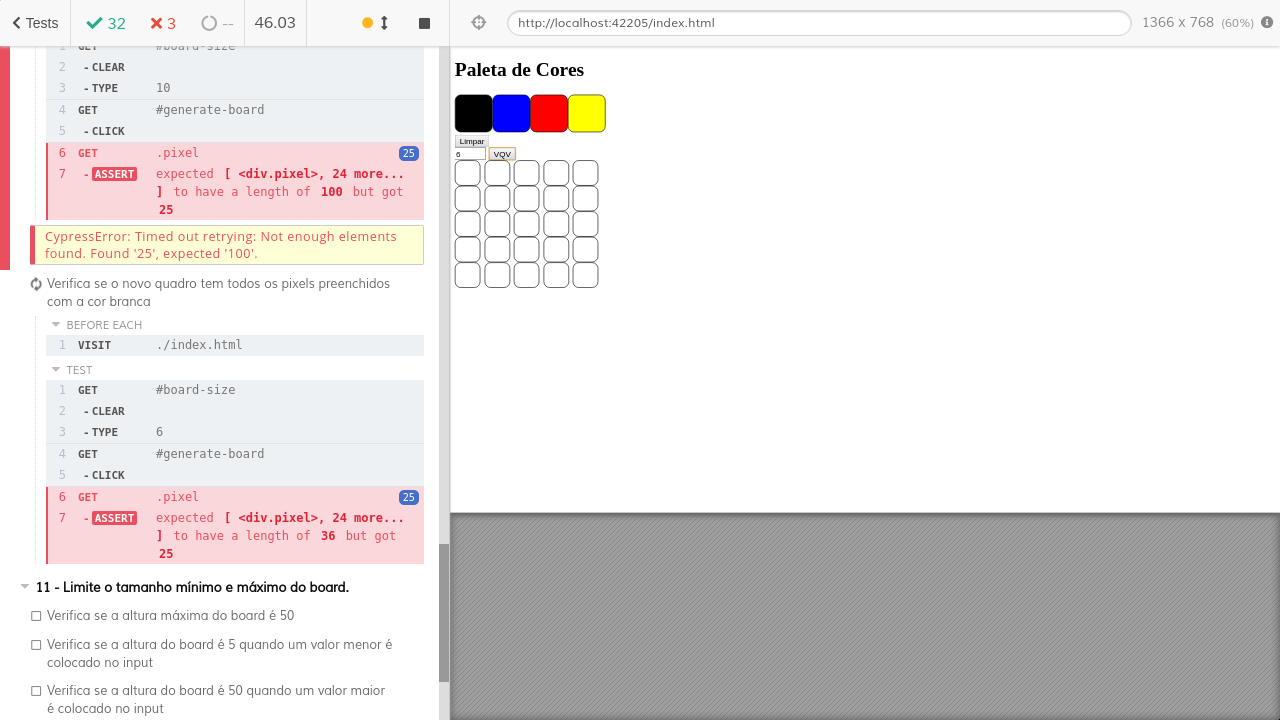 Tests 32 3 -- 46.03 http://localhost:42205/index.html 1366 x 768 (60%)
1 GET #board-size
2 -CLEAR
3 -TYPE 10
4 GET #generate-board
5 -CLICK
6 GET .pixel 25
7 -ASSERT expected [ <div.pixel>, 24 more...
] to have a length of 100 but got
25
CypressError: Timed out retrying: Not enough elements
found. Found '25', expected '100'.
Verifica se o novo quadro tem todos os pixels preenchidos
com a cor branca
BEFORE EACH
1 VISIT ./index.html
TEST
1 GET #board-size
2 -CLEAR
3 -TYPE 6
4 GET #generate-board
5 -CLICK
6 GET .pixel 25
7 -ASSERT expected [ <div.pixel>, 24 more...
] to have a length of 36 but got
25
11 - Limite o tamanho mínimo e máximo do board.
Verifica se a altura máxima do board é 50
Verifica se a altura do board é 5 quando um valor menor é
colocado no input
Verifica se a altura do board é 50 quando um valor maior
é colocado no input
Paleta de Cores
Limpar
6 VQV